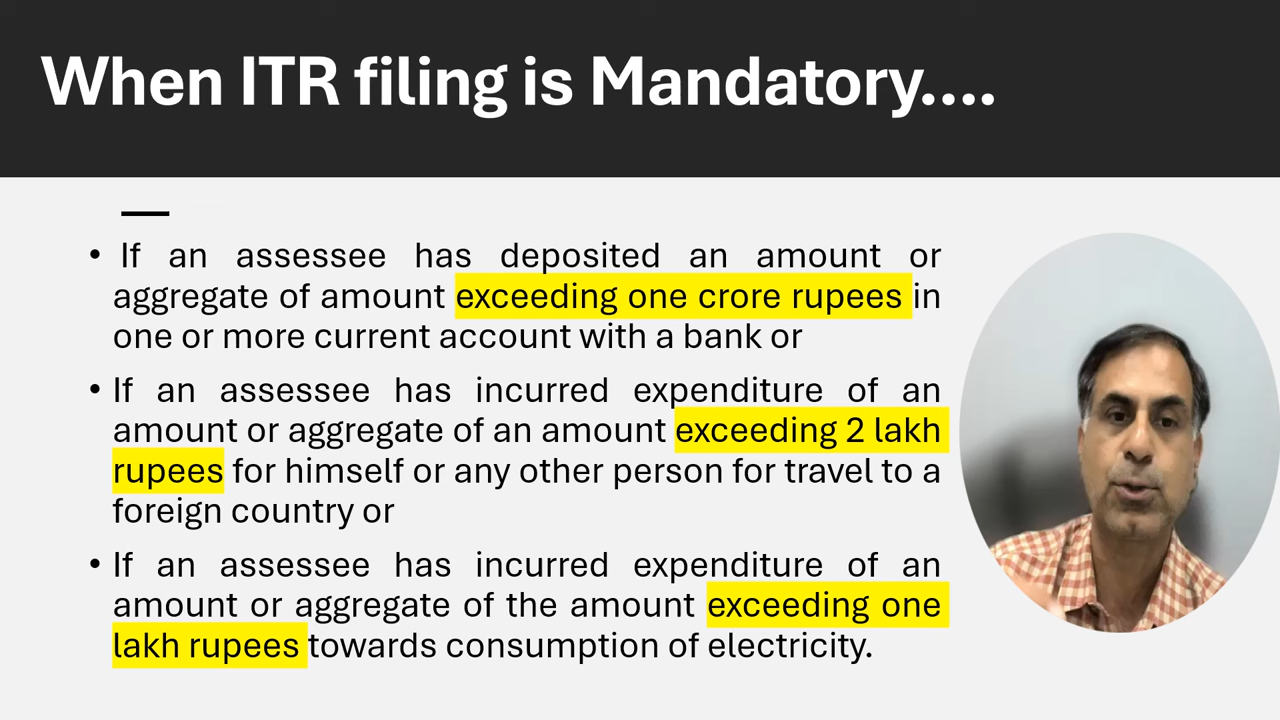 When ITR filing is Mandatory....
• If an assessee has deposited an amount or
aggregate of amount exceeding one crore rupees in
one or more current account with a bank or
• If an assessee has incurred expenditure of an
amount or aggregate of an amount exceeding 2 lakh
rupees for himself or any other person for travel to a
foreign country or
• If an assessee has incurred expenditure of an
amount or aggregate of the amount exceeding one
lakh rupees towards consumption of electricity.